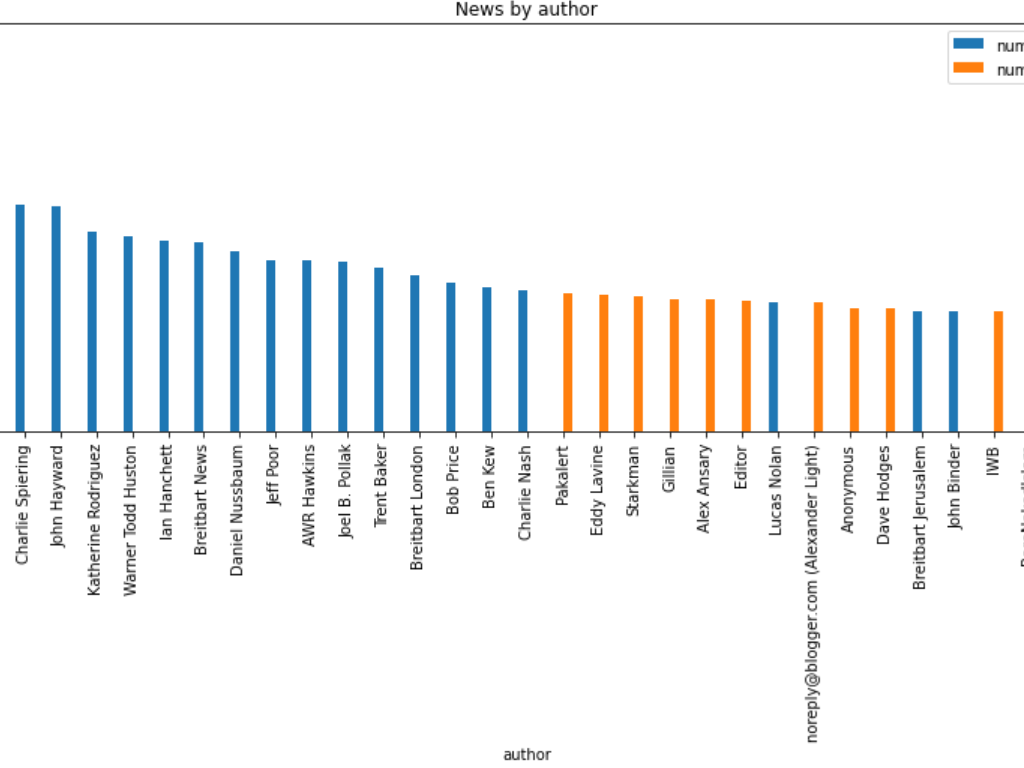 News by author
num
num
Charlie Spiering
John Hayward
Katherine Rodriguez
Warner Todd Huston
Ian Hanchett
Breitbart News
Daniel Nussbaum
Jeff Poor
AWR Hawkins
Joel B. Pollak
Trent Baker
Breitbart London
Bob Price
Ben Kew
Charlie Nash
Pakalert
Eddy Lavine
Starkman
Gillian
Alex Ansary
Editor
Lucas Nolan
noreply@blogger.com (Alexander Light)
Anonymous
Dave Hodges
Breitbart Jerusalem
John Binder
IWB
author